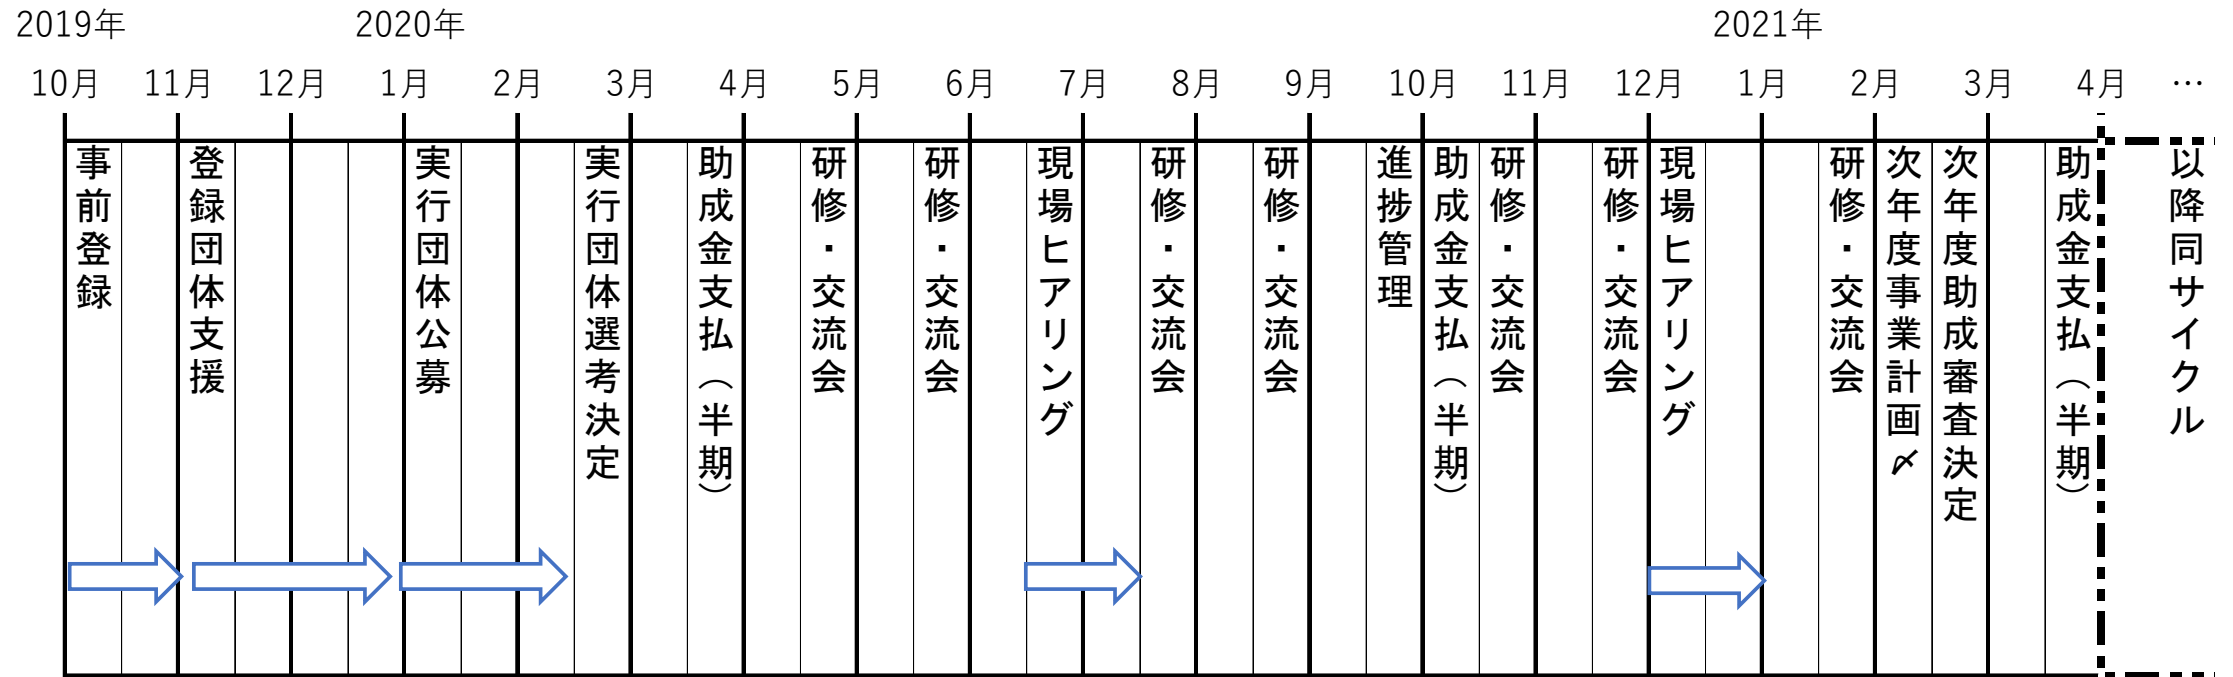 2019年 2020年 2021年
10月 11月 12月 1月 2月 3月 4月 5月 6月 7月 8月 9月 10月 11月 12月 1月 2月 3月 4月 …
事前登録
登録団体支援
実行団体公募
実行団体選考決定
助成金支払（半期）
研修・交流会
研修・交流会
現場ヒアリング
研修・交流会
研修・交流会
進捗管理
助成金支払（半期）
研修・交流会
研修・交流会
現場ヒアリング
研修・交流会
次年度事業計画〆
次年度助成審査決定
助成金支払（半期）
以降同サイクル